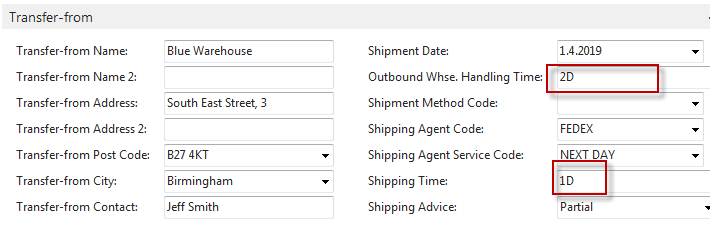 Transfer-from
Transfer-from Name: Blue Warehouse Shipment Date: 1.4.2019
Transfer-from Name 2: Outbound Whse. Handling Time: 2D
Transfer-from Address: South East Street, 3 Shipment Method Code:
Transfer-from Address 2: Shipping Agent Code: FEDEX
Transfer-from Post Code: B27 4KT Shipping Agent Service Code: NEXT DAY
Transfer-from City: Birmingham Shipping Time: 1D
Transfer-from Contact: Jeff Smith Shipping Advice: Partial